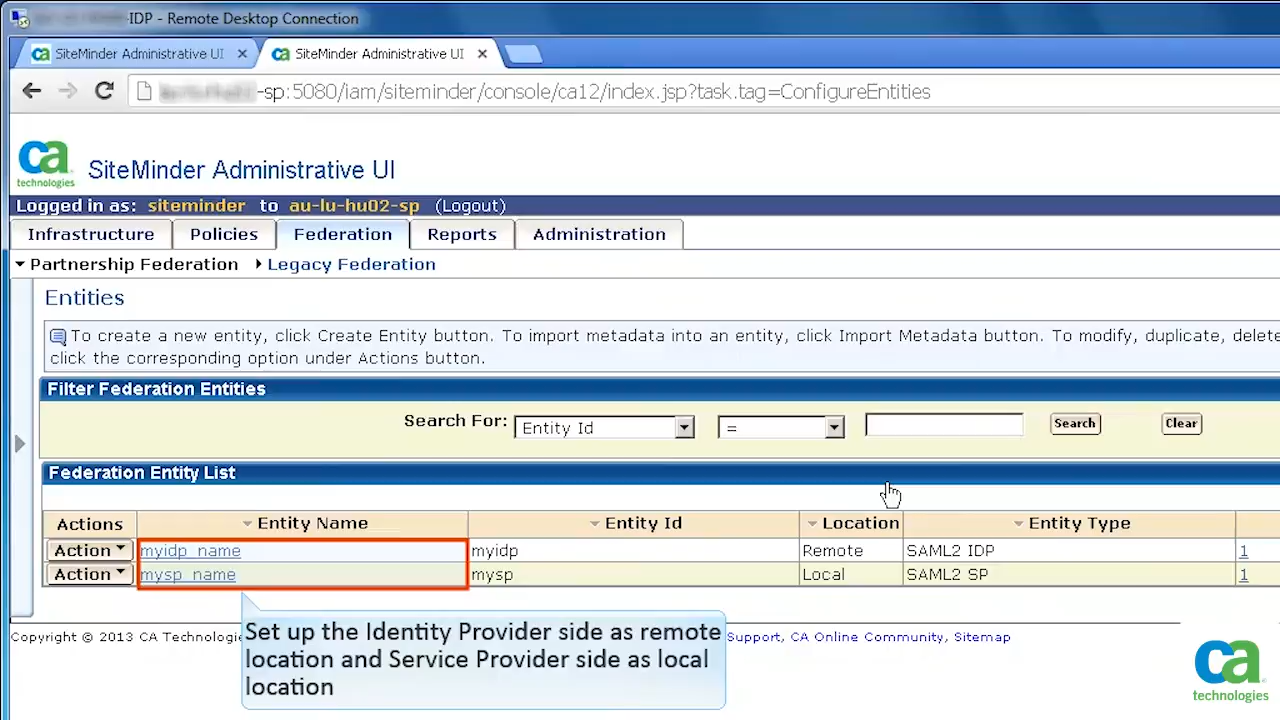 -IDP - Remote Desktop Connection
SiteMinder Administrative UI
SiteMinder Administrative UI
-sp:5080/iam/siteminder/console/ca12/index.jsp?task.tag=ConfigureEntities
ca
technologies
SiteMinder Administrative UI
Logged in as: siteminder to au-lu-hu02-sp (Logout)
Infrastructure Policies Federation Reports Administration
Partnership Federation Legacy Federation
Entities
To create a new entity, click Create Entity button. To import metadata into an entity, click Import Metadata button. To modify, duplicate, delete
click the corresponding option under Actions button.
Filter Federation Entities
Search For: Entity Id = Search Clear
Federation Entity List
Actions Entity Name Entity Id Location Entity Type
Action myidp_name myidp Remote SAML2 IDP 1
Action mysp_name mysp Local SAML2 SP 1
Set up the Identity Provider side as remote
location and Service Provider side as local
location
Copyright © 2013 CA Technologi
Support, CA Online Community, Sitemap
ca
technologies